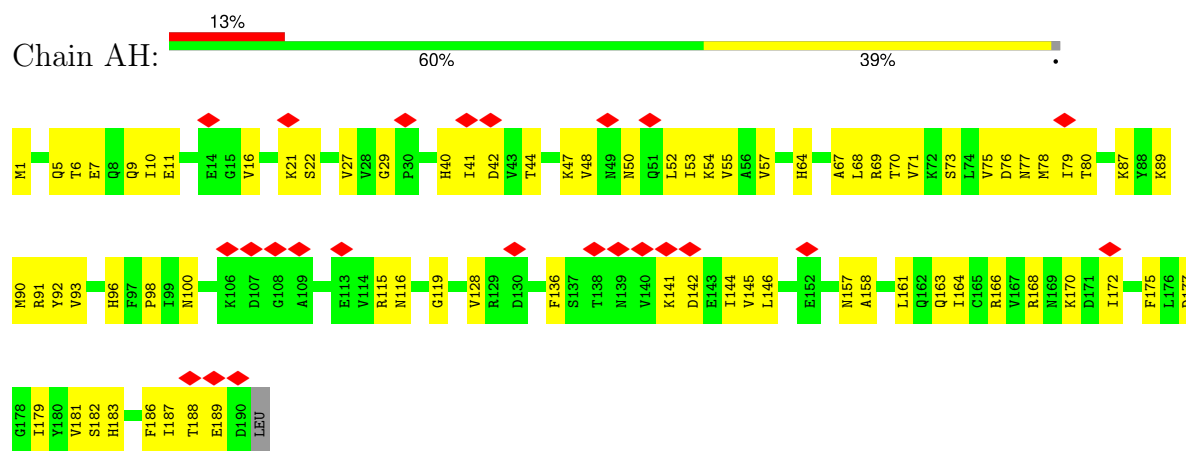 13%
Chain AH:
60% 39% •
M1 Q5 T6 E7 Q8 Q9 I10 E11 E14 G15 V16 K21 S22 V27 V28 G29 P30 H40 I41 D42 V43 T44 K47 V48 N49 N50 Q51 L52 I53 K54 V55 A56 V57 H64 A67 L68 R69 T70 V71 K72 S73 L74 V75 D76 N77 M78 I79 T80 K87 Y88 K89
M90 R91 Y92 V93 H96 F97 P98 I99 N100 K106 D107 G108 A109 E113 V114 R115 N116 G119 V128 R129 D130 F136 S137 T138 N139 V140 K141 D142 E143 I144 V145 L146 E152 N157 A158 L161 Q162 Q163 I164 C165 R166 V167 R168 N169 K170 D171 I172 F175 L176 D177
G178 I179 Y180 V181 S182 H183 F186 I187 T188 E189 D190 LEU